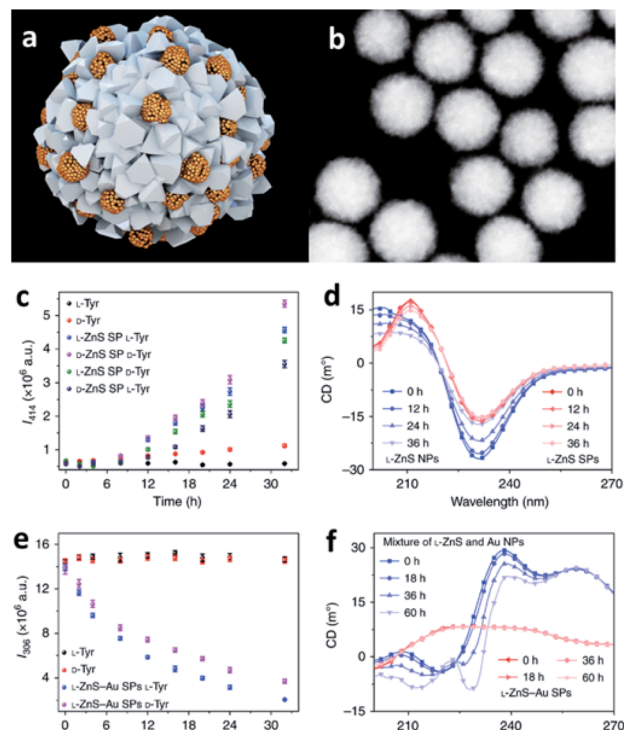 a
b
c
L-Tyr
D-Tyr
L-ZnS SP L-Tyr
D-ZnS SP D-Tyr
L-ZnS SP D-Tyr
D-ZnS SP L-Tyr
I414 (×10⁶ a.u.)
5
4
3
2
1
0 4 8 12 16 20 24 28 32
Time (h)
d
CD (m°)
15
0
−15
−30
0 h
12 h
24 h
36 h
L-ZnS NPs
0 h
12 h
24 h
36 h
L-ZnS SPs
210 240 270
Wavelength (nm)
e
I306 (×10⁶ a.u.)
16
12
8
4
L-Tyr
D-Tyr
L-ZnS–Au SPs L-Tyr
L-ZnS–Au SPs D-Tyr
0 4 8 12 16 20 24 28 32
f
Mixture of L-ZnS and Au NPs
CD (m°)
30
15
0
−15
0 h
18 h
36 h
60 h
0 h 36 h
18 h 60 h
L-ZnS–Au SPs
210 240 270